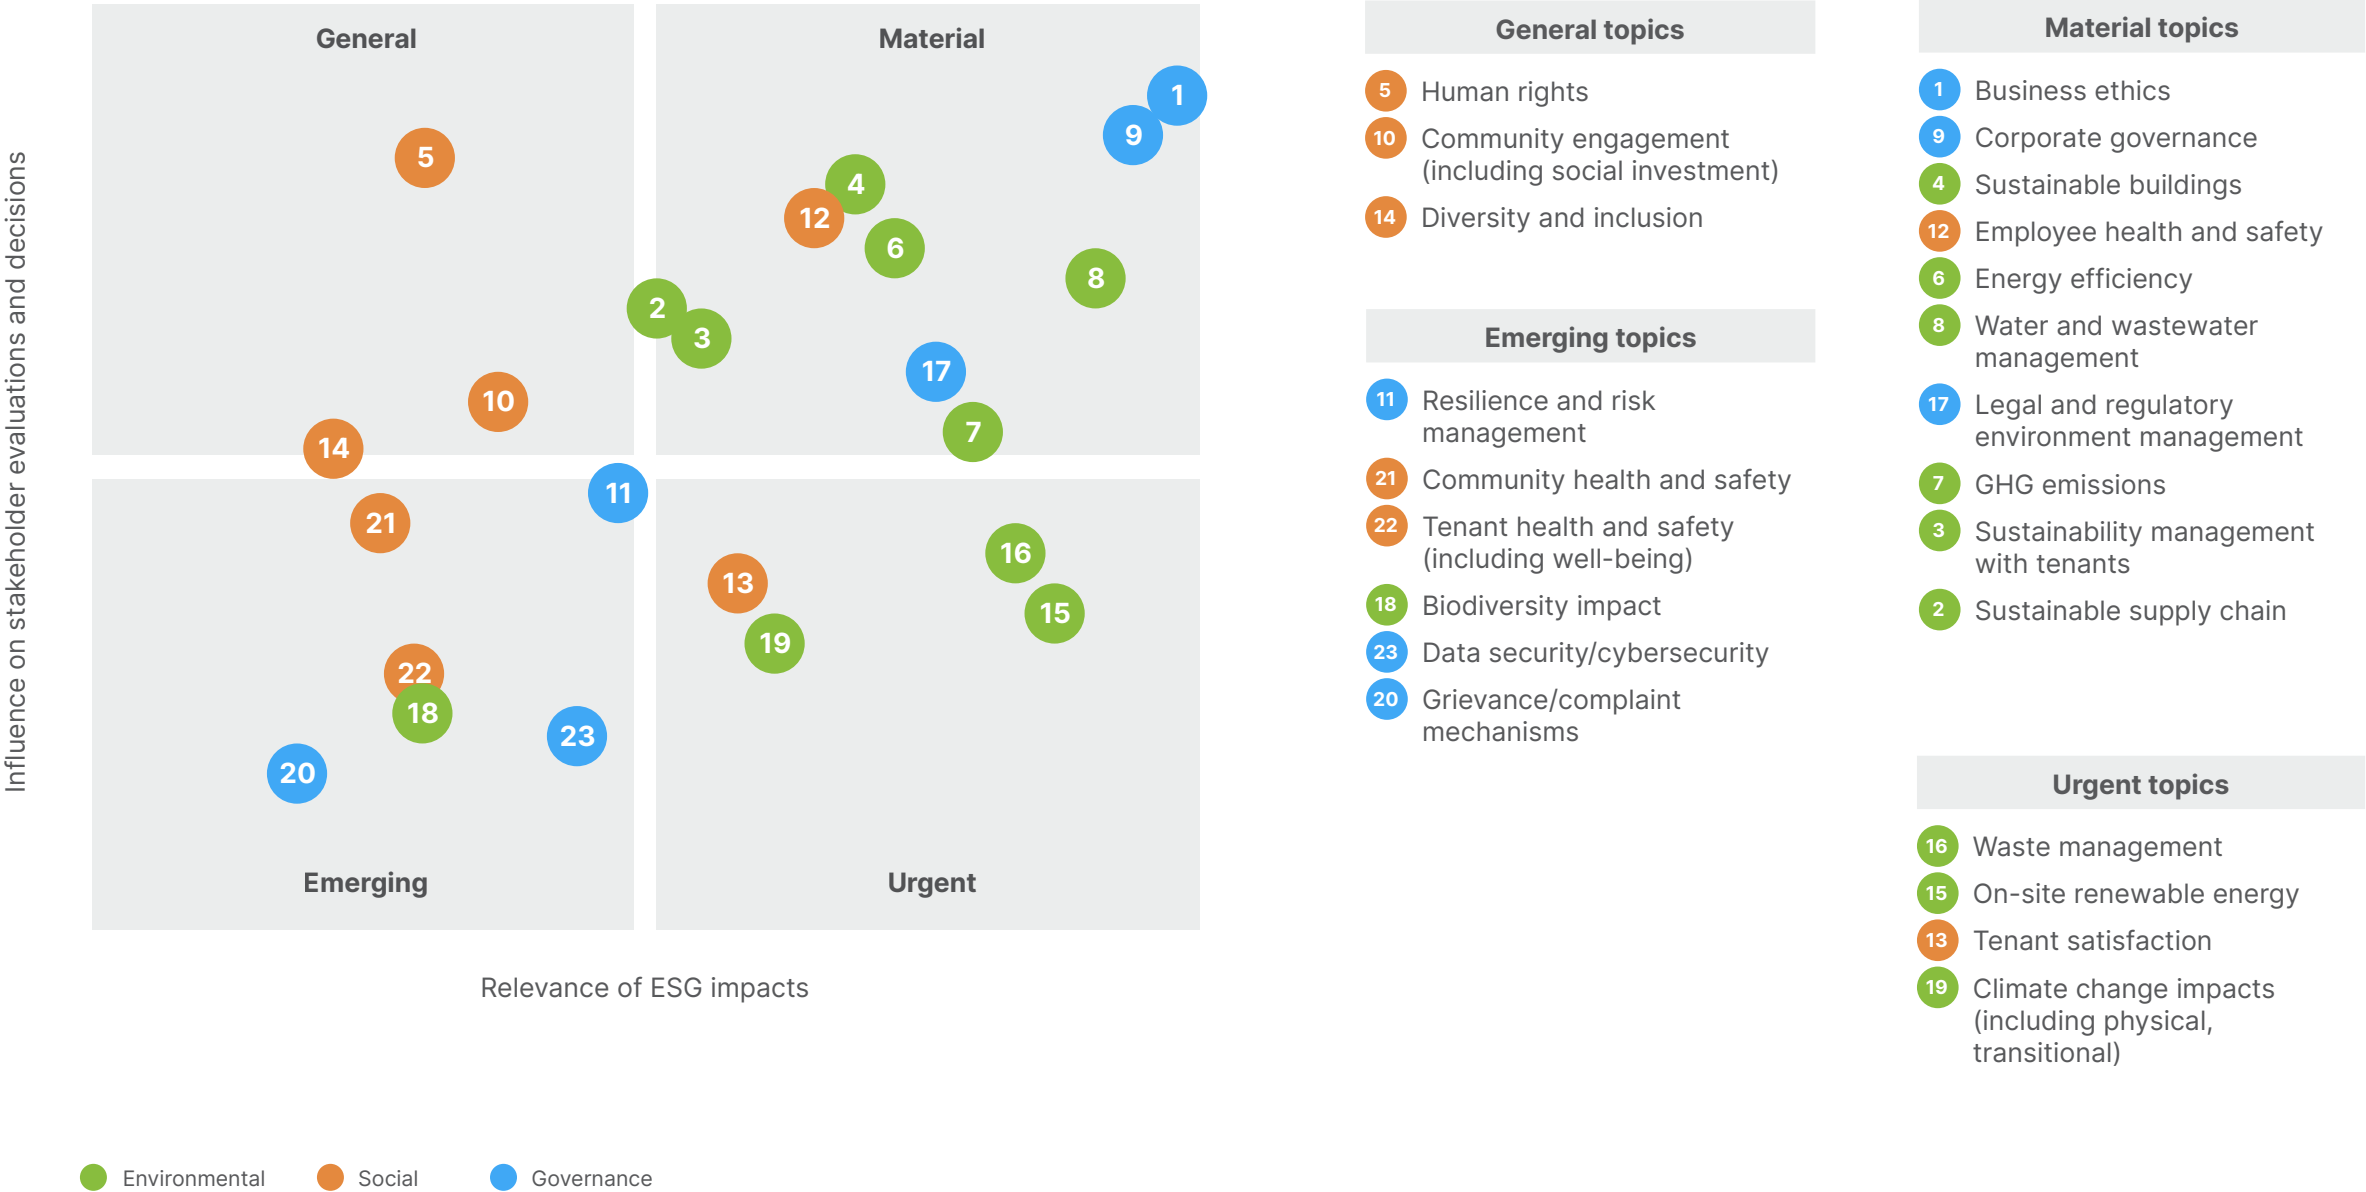 Influence on stakeholder evaluations and decisions
General
Material
5
1
9
4
12
6
8
2
3
17
10
7
14
11
21
16
13
15
19
22
18
23
20
Emerging
Urgent
Relevance of ESG impacts
Environmental
Social
Governance
General topics
5 Human rights
10 Community engagement
(including social investment)
14 Diversity and inclusion
Emerging topics
11 Resilience and risk
management
21 Community health and safety
22 Tenant health and safety
(including well-being)
18 Biodiversity impact
23 Data security/cybersecurity
20 Grievance/complaint
mechanisms
Material topics
1 Business ethics
9 Corporate governance
4 Sustainable buildings
12 Employee health and safety
6 Energy efficiency
8 Water and wastewater
management
17 Legal and regulatory
environment management
7 GHG emissions
3 Sustainability management
with tenants
2 Sustainable supply chain
Urgent topics
16 Waste management
15 On-site renewable energy
13 Tenant satisfaction
19 Climate change impacts
(including physical,
transitional)